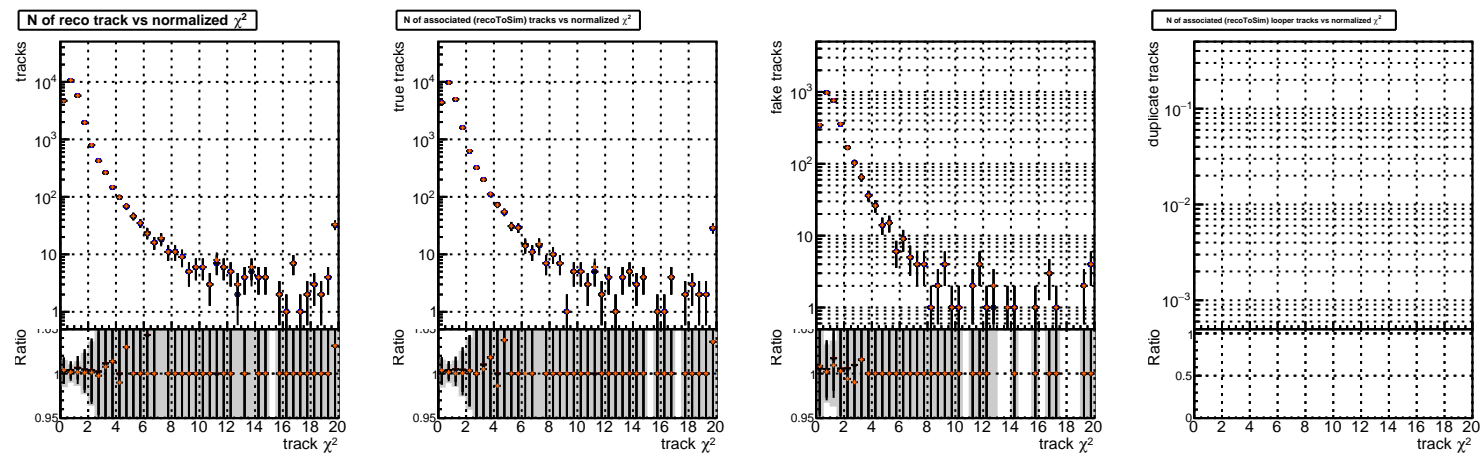 N of reco track vs normalized χ²
tracks
10⁴
10³
10²
10
1
Ratio
1.05
1
0.95
0 2 4 6 8 10 12 14 16 18 20
track χ²
N of associated (recoToSim) tracks vs normalized χ²
true tracks
10⁴
10³
10²
10
1
Ratio
1.05
1
0.95
0 2 4 6 8 10 12 14 16 18 20
track χ²
fake tracks
10³
10²
10
1
Ratio
1.05
1
0.95
0 2 4 6 8 10 12 14 16 18 20
track χ²
N of associated (recoToSim) looper tracks vs normalized χ²
duplicate tracks
10⁻¹
10⁻²
10⁻³
Ratio
1
0.5
0
0 2 4 6 8 10 12 14 16 18 20
track χ²